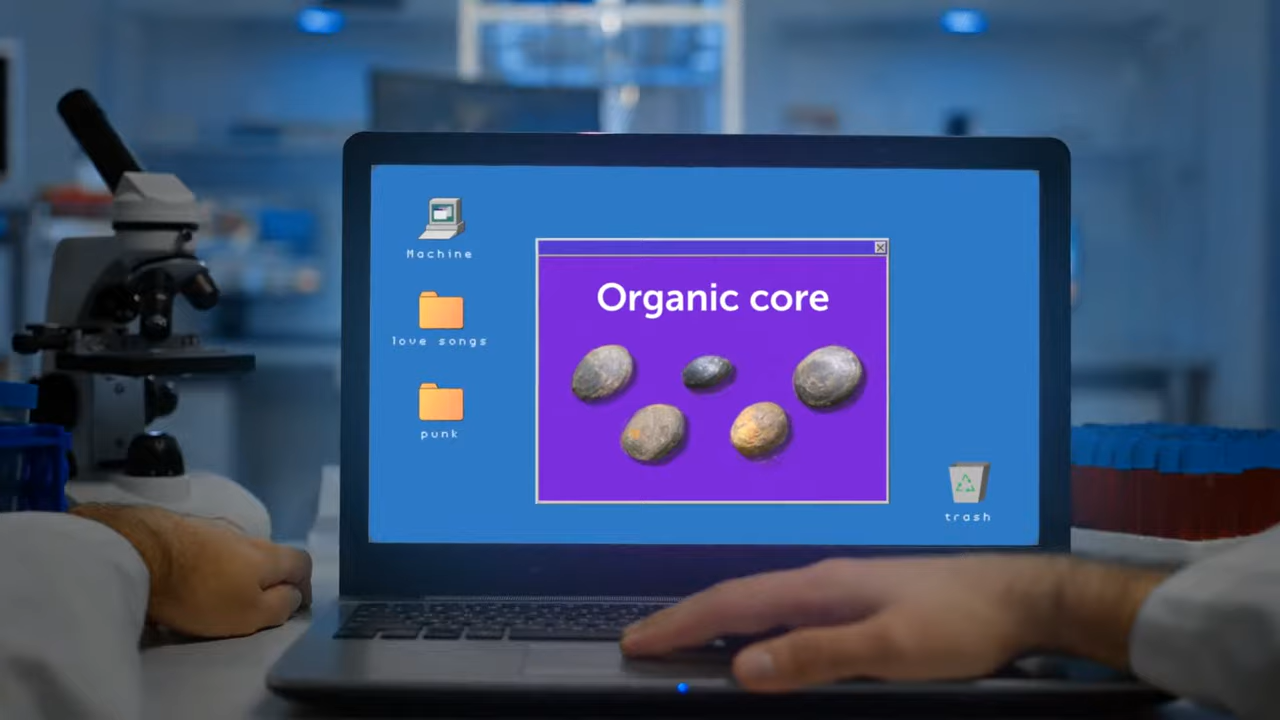 Machine
love songs
punk
Organic core
trash